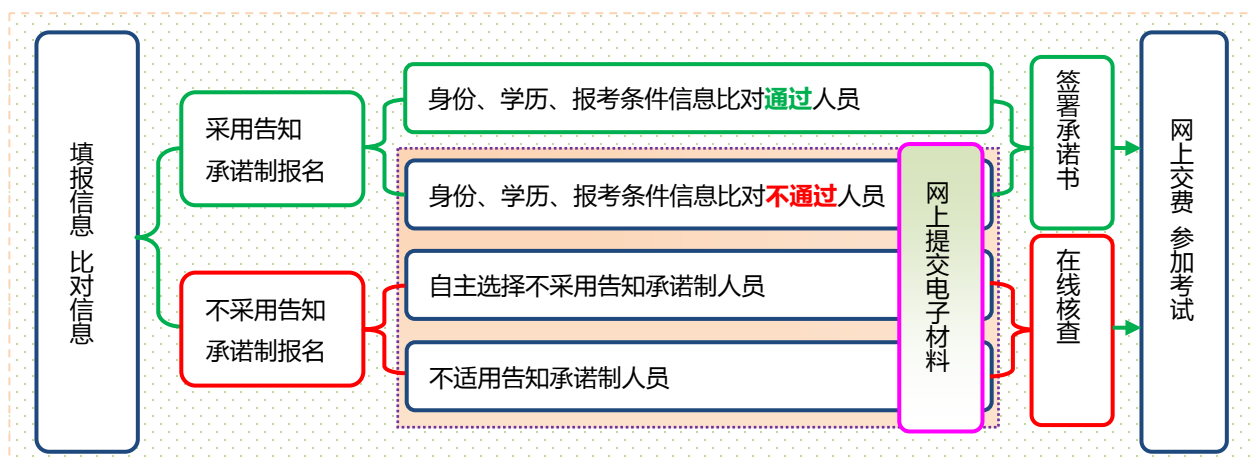 填报信息 比对信息
采用告知
承诺制报名
不采用告知
承诺制报名
身份、学历、报考条件信息比对通过人员
身份、学历、报考条件信息比对不通过人员
自主选择不采用告知承诺制人员
不适用告知承诺制人员
网上提交电子材料
签署承诺书
在线核查
网上交费 参加考试